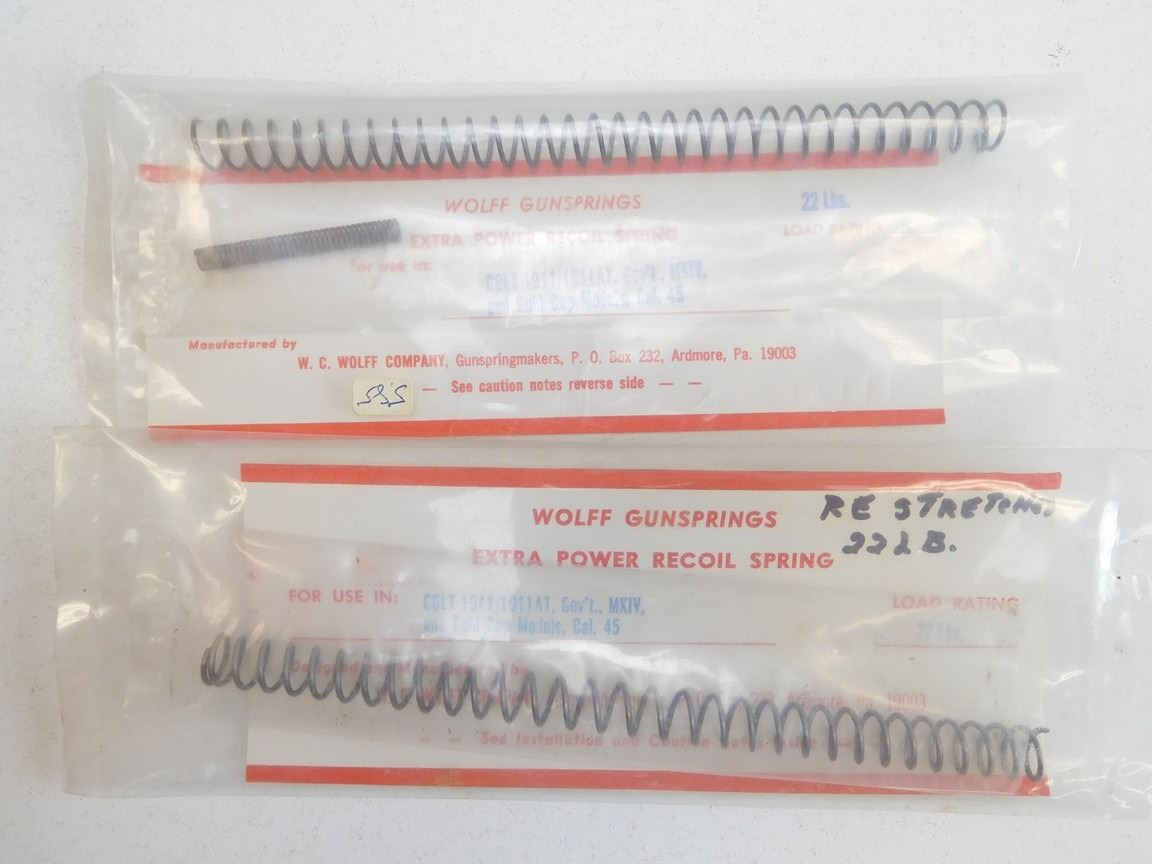 WOLFF GUNSPRINGS
22 Lbs.
EXTRA POWER RECOIL SPRING
LOAD RATING
for use in:
COLT 1911/1911A1, Gov't., MKIV,
and Gold Cup Models, Cal. 45
Manufactured by
W. C. WOLFF COMPANY, Gunspringmakers, P. O. Box 232, Ardmore, Pa. 19003
— See caution notes reverse side — —
WOLFF GUNSPRINGS
RE STRETCHED
22 LB.
EXTRA POWER RECOIL SPRING
FOR USE IN:
COLT 1911/1911A1, Gov't., MKIV,
and Gold Cup Models, Cal. 45
LOAD RATING
22 Lbs.
Ardmore, Pa. 19003
— — See Installation and Caution